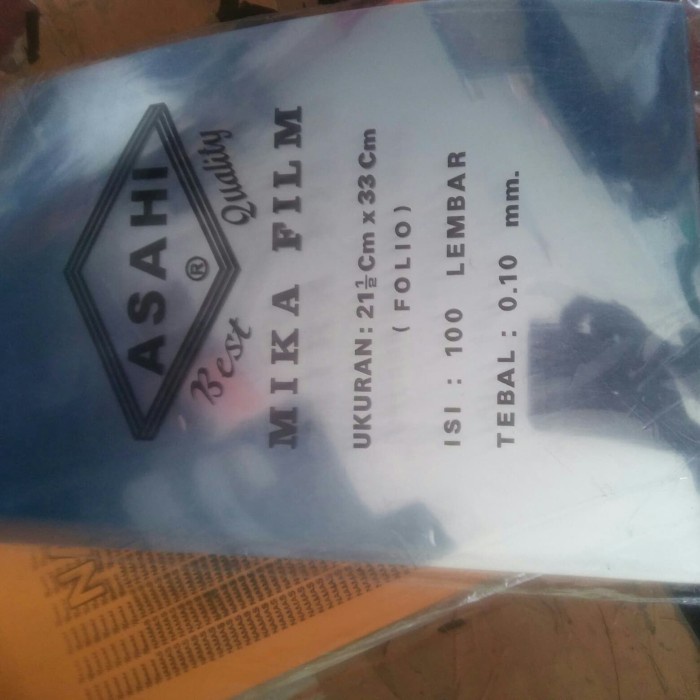 ASAHI
®
Best Quality
MIKA FILM
UKURAN: 21½ Cm x 33 Cm
( FOLIO )
ISI : 100 LEMBAR
TEBAL : 0.10 mm.